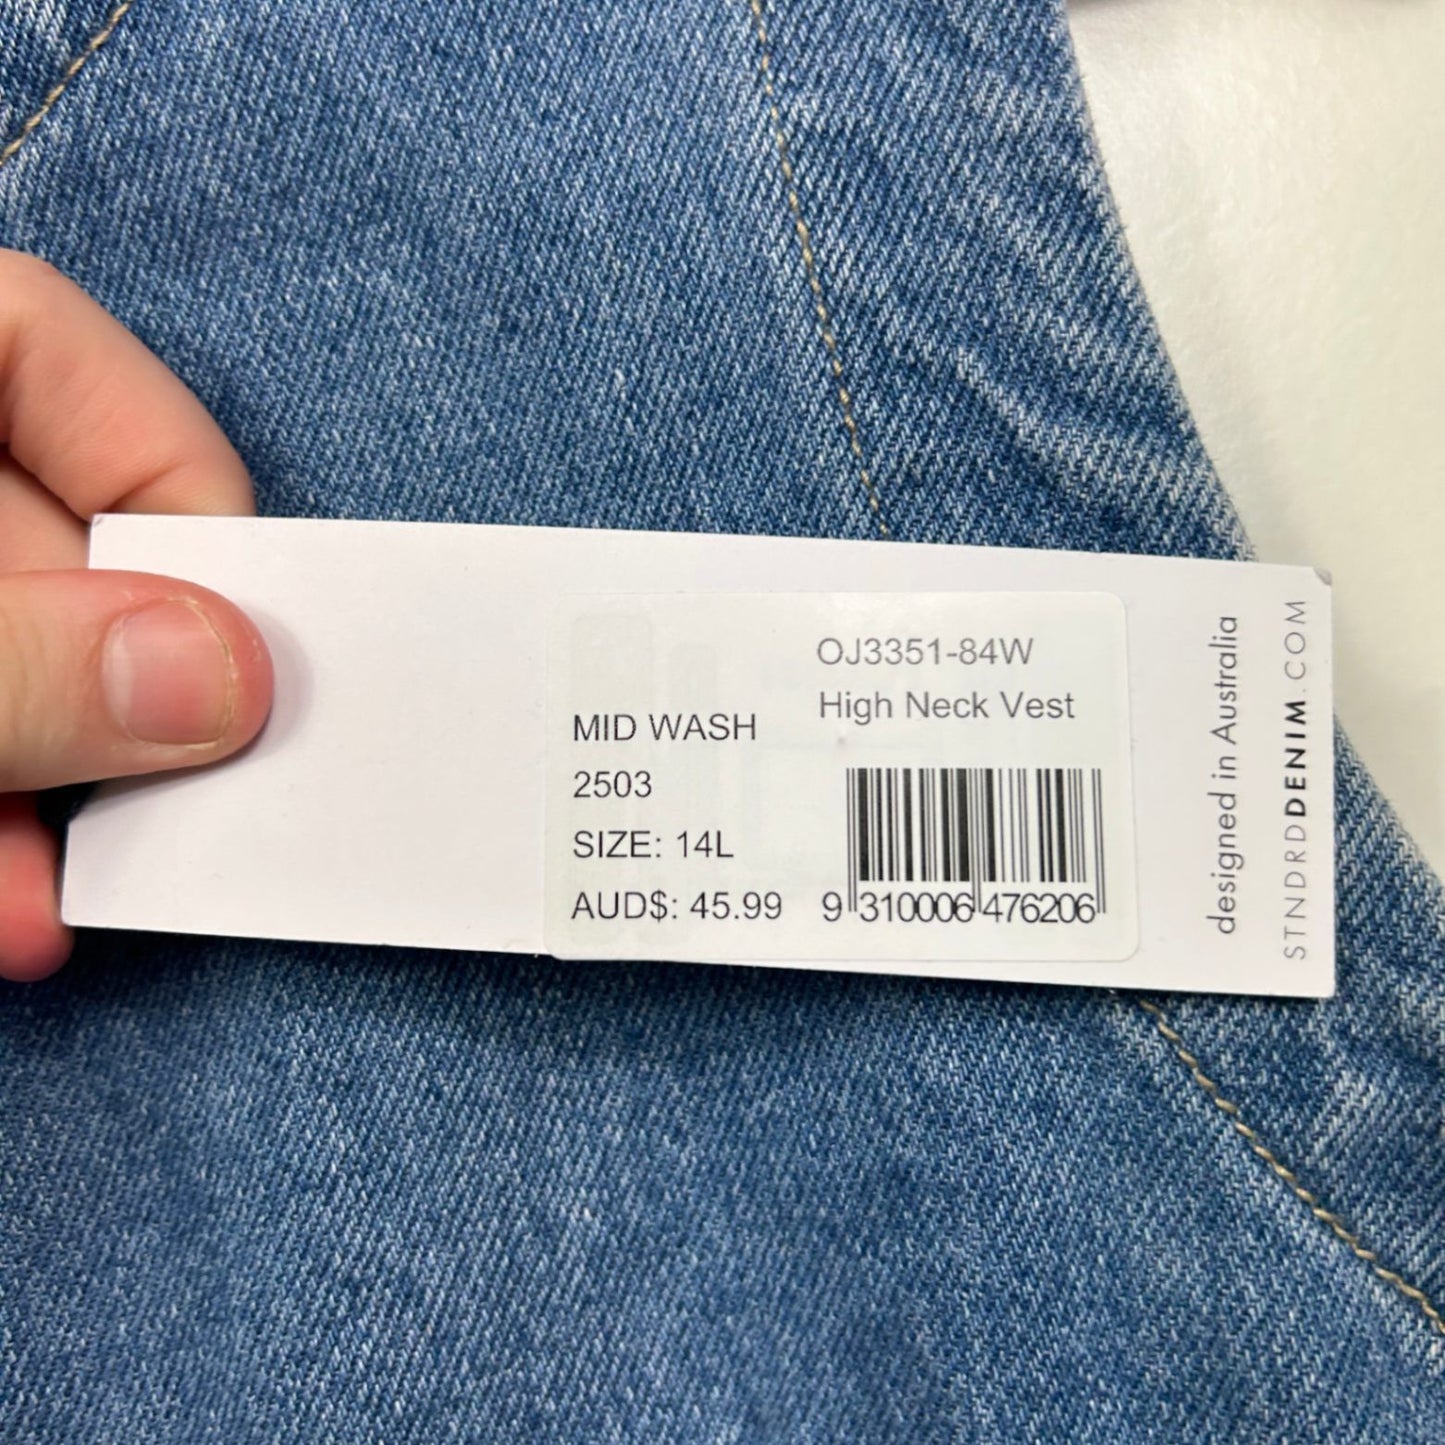 OJ3351-84W
High Neck Vest
MID WASH
2503
SIZE: 14L
AUD$: 45.99
9 310006 476206
designed in Australia
STNDRDDENIM.COM